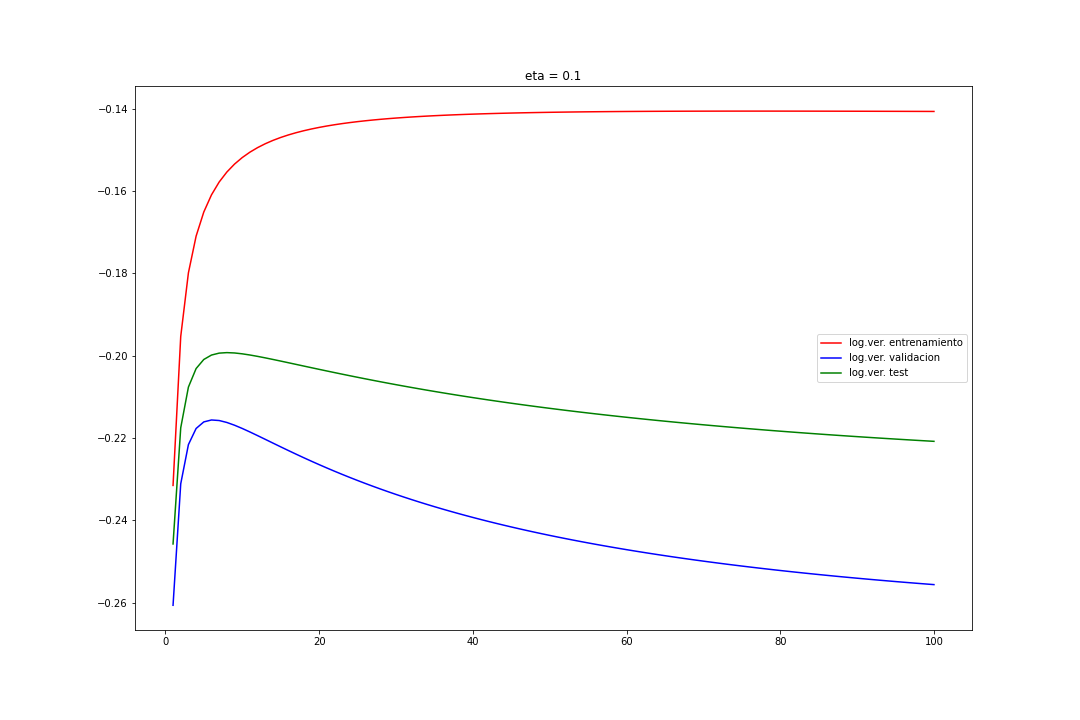 eta = 0.1
−0.14
−0.16
−0.18
−0.20
−0.22
−0.24
−0.26
log.ver. entrenamiento
log.ver. validacion
log.ver. test
0 20 40 60 80 100